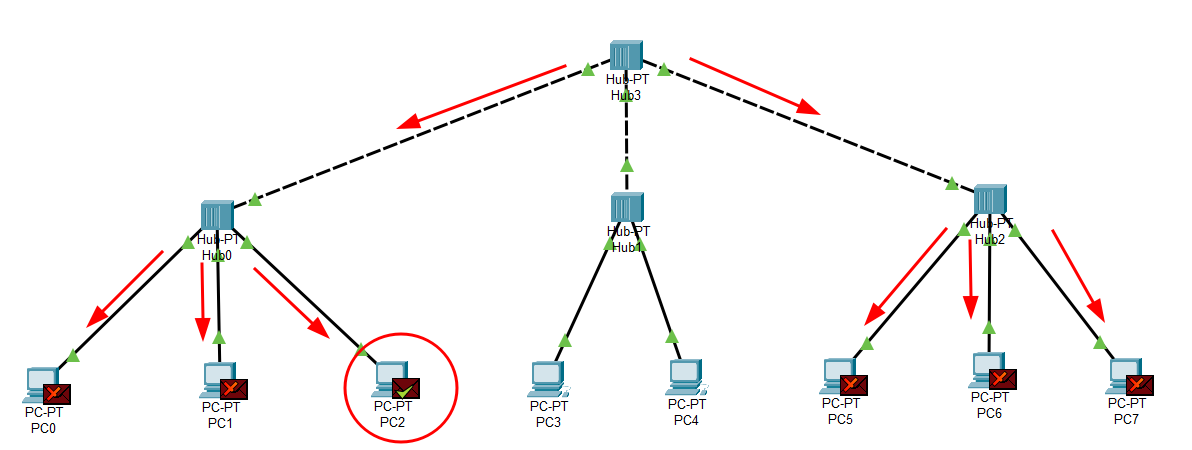 Hub-PT
Hub3
Hub-PT
Hub0
Hub-PT
Hub1
Hub-PT
Hub2
PC-PT
PC0
PC-PT
PC1
PC-PT
PC2
PC-PT
PC3
PC-PT
PC4
PC-PT
PC5
PC-PT
PC6
PC-PT
PC7